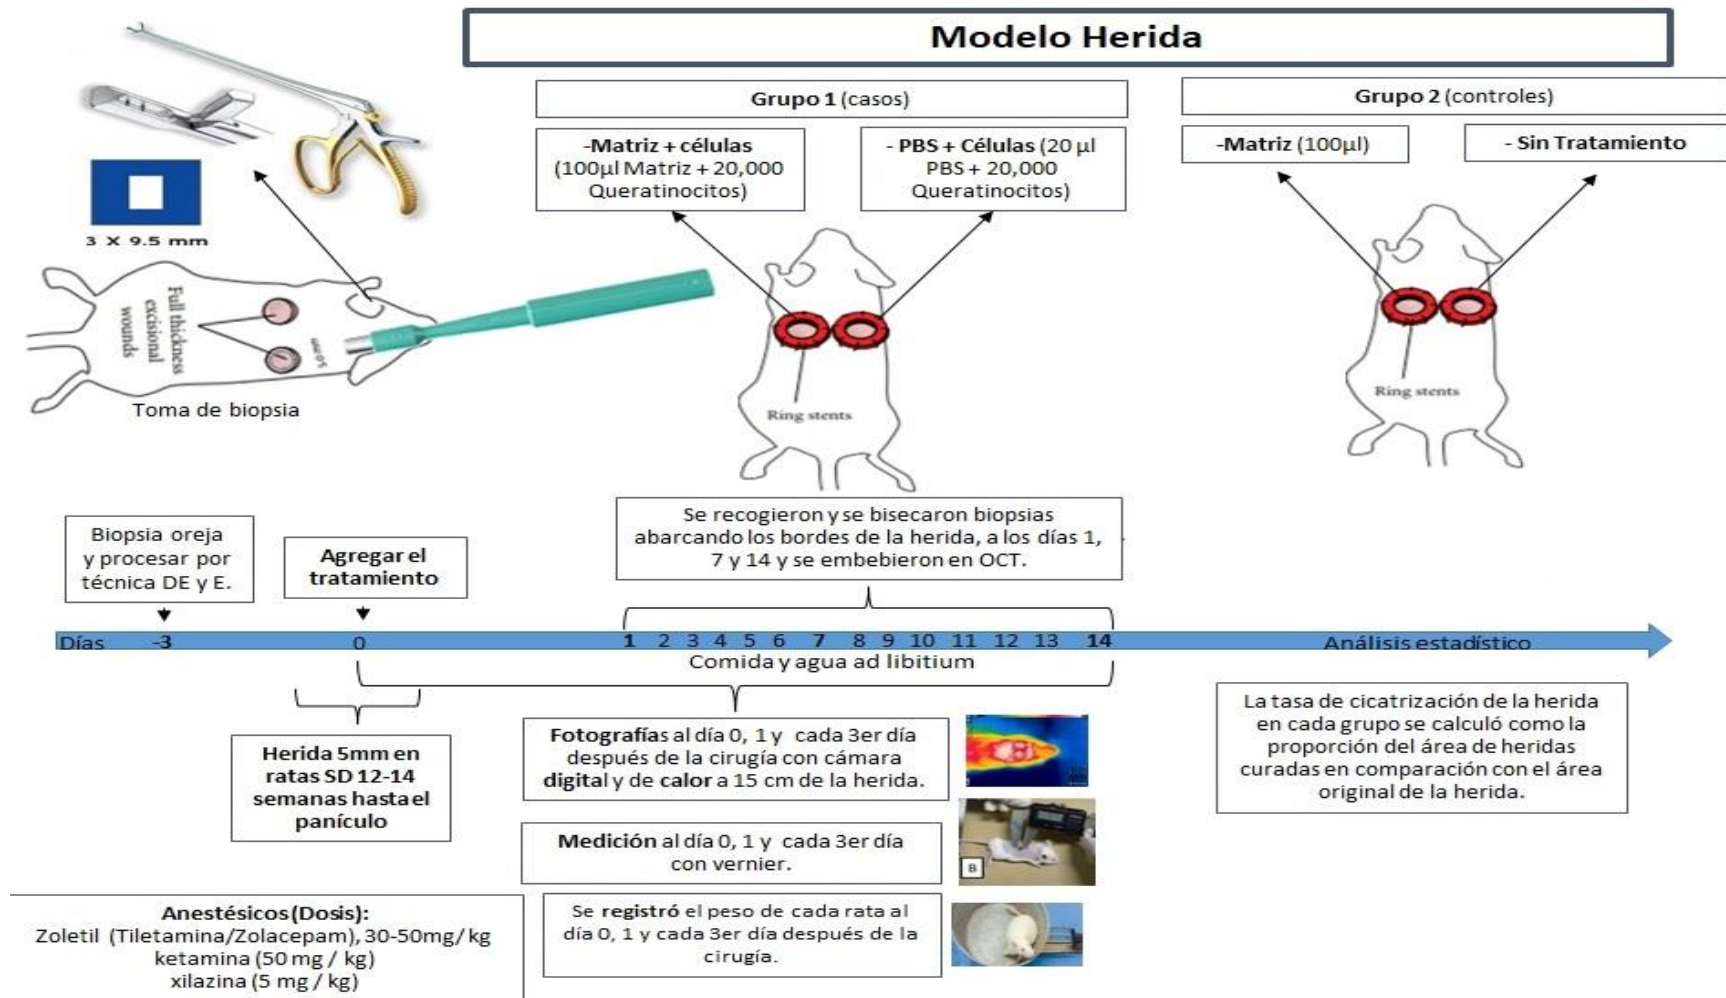 Modelo Herida
Grupo 1 (casos)
-Matriz + células
(100µl Matriz + 20,000
Queratinocitos)
- PBS + Células (20 µl
PBS + 20,000
Queratinocitos)
Grupo 2 (controles)
-Matriz (100µl)
- Sin Tratamiento
3 X 9.5 mm
Full thickness
excisional
wounds
5.0 mm
Toma de biopsia
Ring stents
Ring stents
Biopsia oreja
y procesar por
técnica DE y E.
Agregar el
tratamiento
Se recogieron y se bisecaron biopsias
abarcando los bordes de la herida, a los días 1,
7 y 14 y se embebieron en OCT.
Días -3 0 1 2 3 4 5 6 7 8 9 10 11 12 13 14 Análisis estadístico
Comida y agua ad libitium
Herida 5mm en
ratas SD 12-14
semanas hasta el
panículo
Fotografías al día 0, 1 y cada 3er día
después de la cirugía con cámara
digital y de calor a 15 cm de la herida.
Medición al día 0, 1 y cada 3er día
con vernier.
B
Se registró el peso de cada rata al
día 0, 1 y cada 3er día después de la
cirugía.
La tasa de cicatrización de la herida
en cada grupo se calculó como la
proporción del área de heridas
curadas en comparación con el área
original de la herida.
Anestésicos (Dosis):
Zoletil (Tiletamina/Zolacepam), 30-50mg/kg
ketamina (50 mg / kg)
xilazina (5 mg / kg)